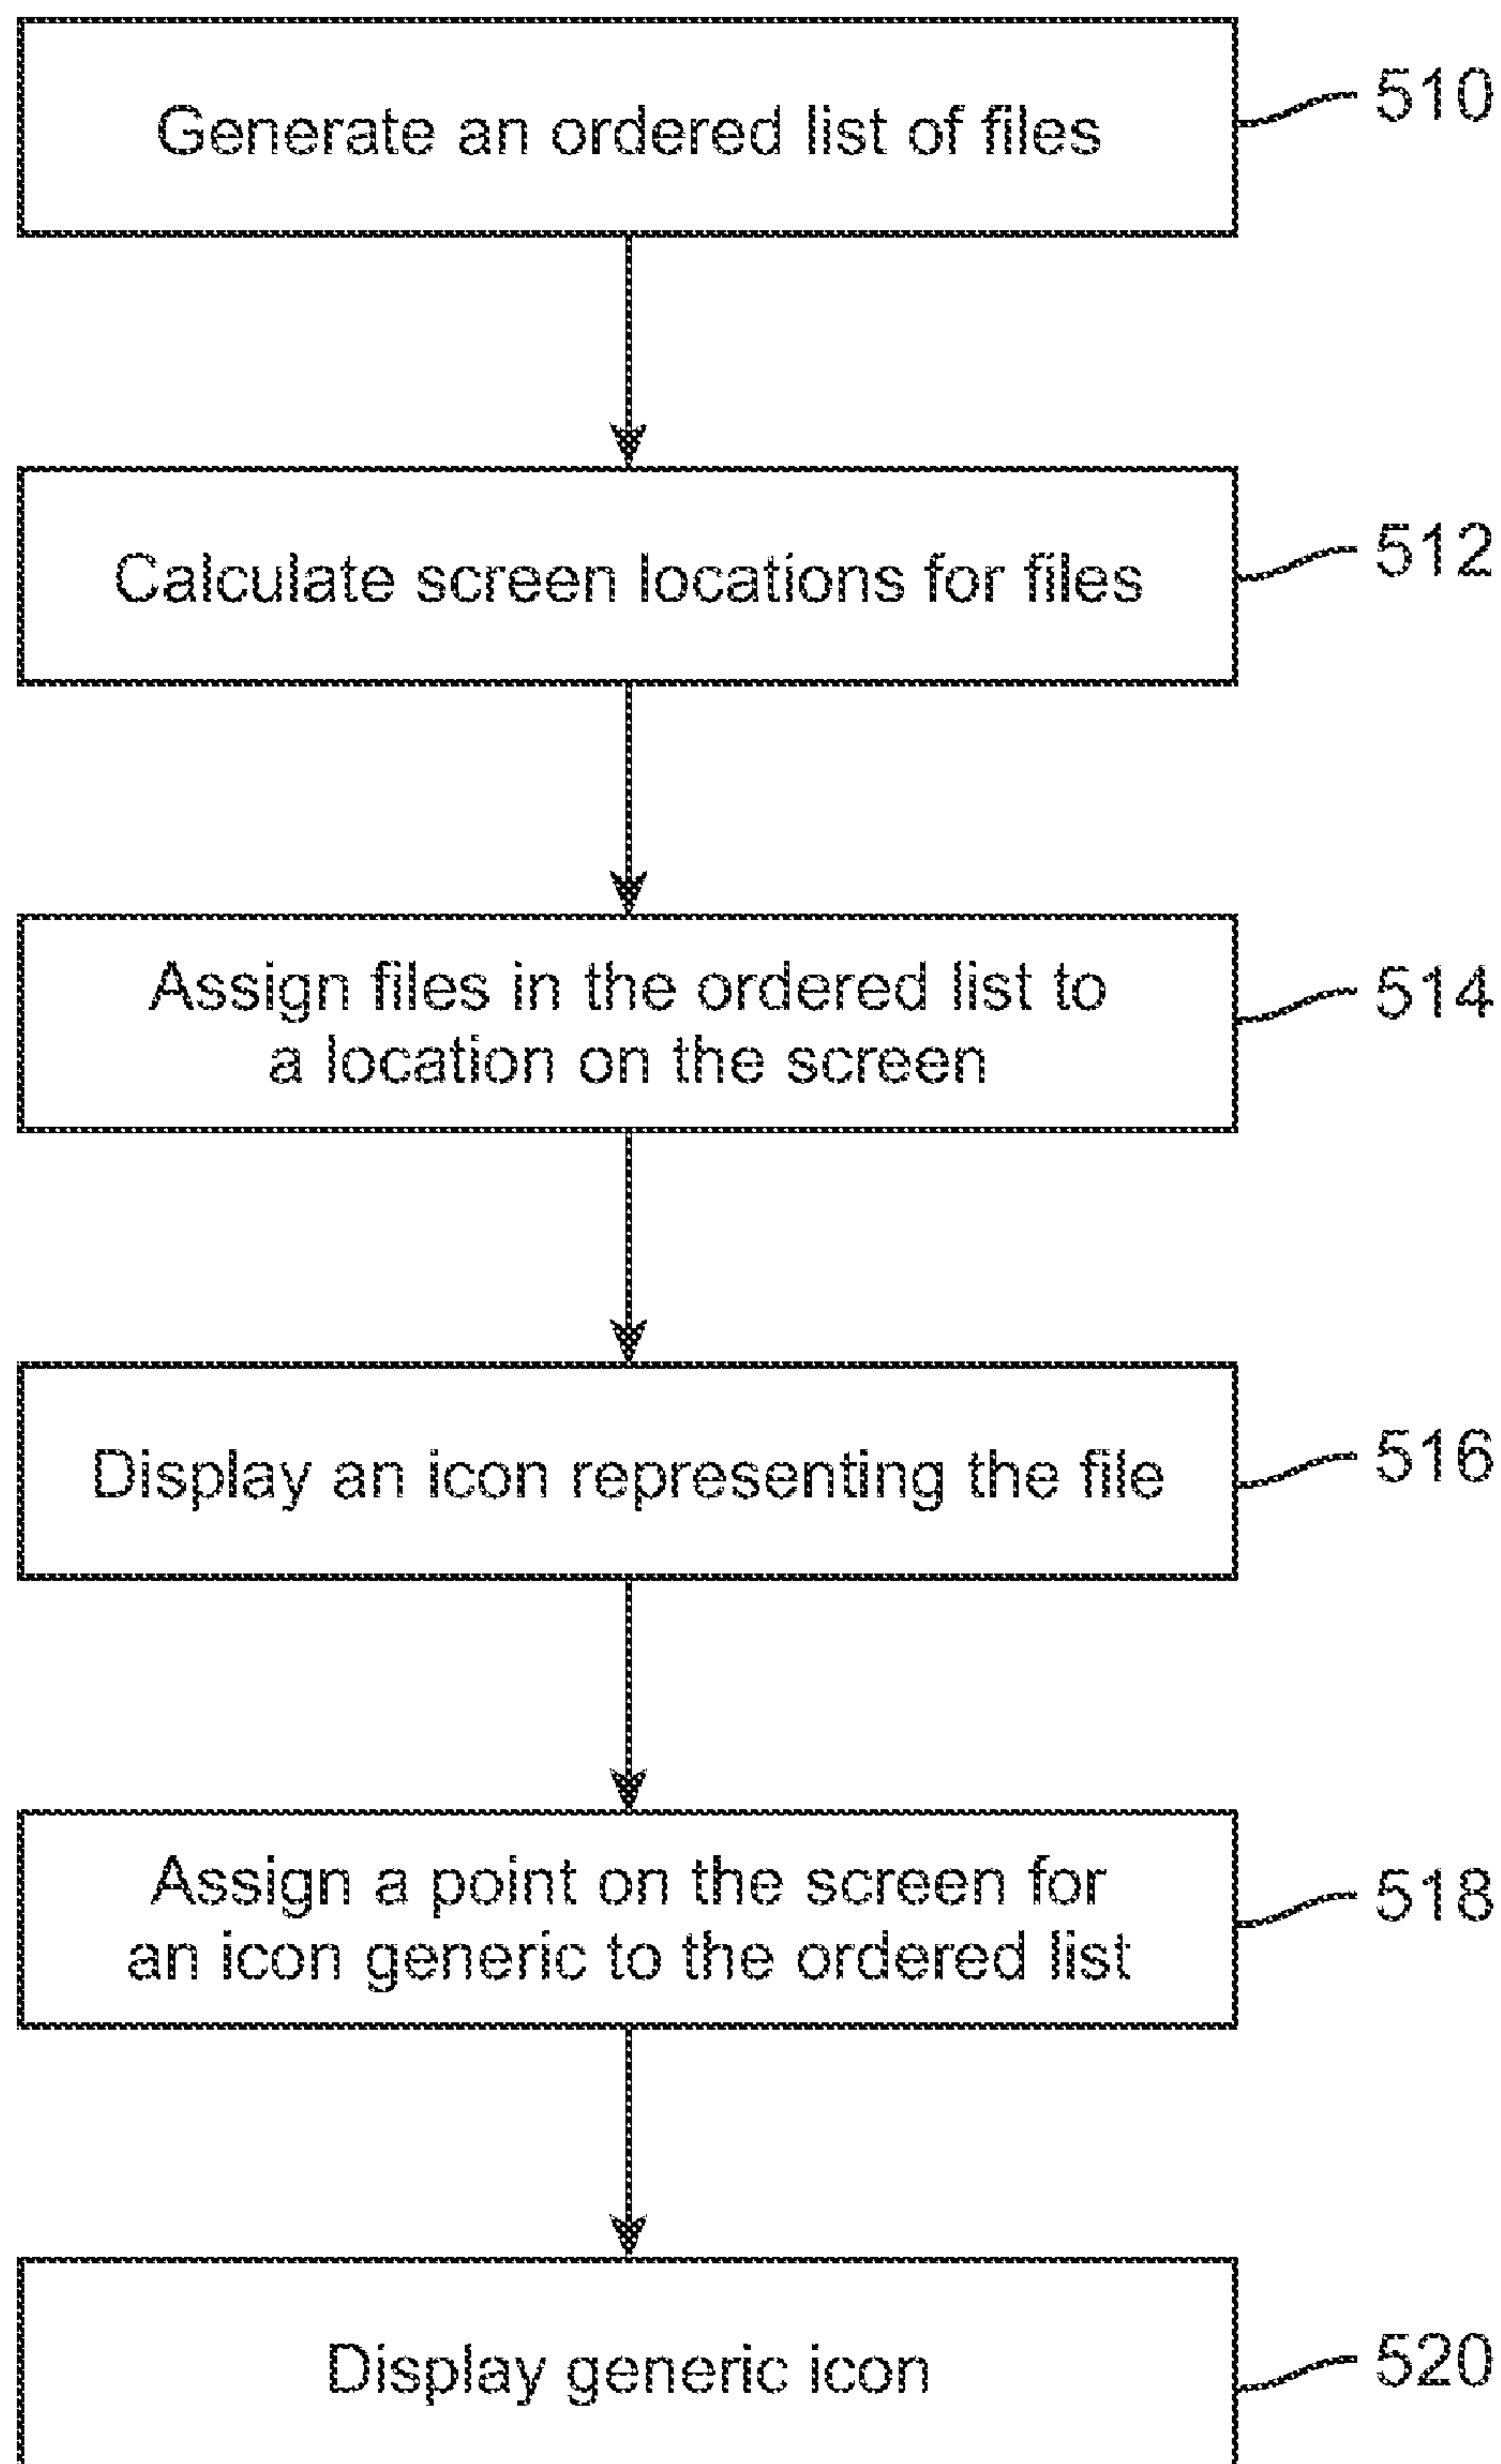 Generate an ordered list of files
510
Calculate screen locations for files
512
Assign files in the ordered list to
a location on the screen
514
Display an icon representing the file
516
Assign a point on the screen for
an icon generic to the ordered list
518
Display generic icon
520